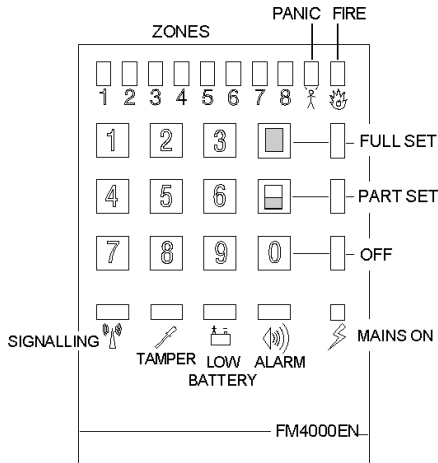 PANIC FIRE
ZONES
1 2 3 4 5 6 7 8
1 2 3
FULL SET
4 5 6
PART SET
7 8 9 0
OFF
SIGNALLING
MAINS ON
TAMPER LOW ALARM
BATTERY
FM4000EN